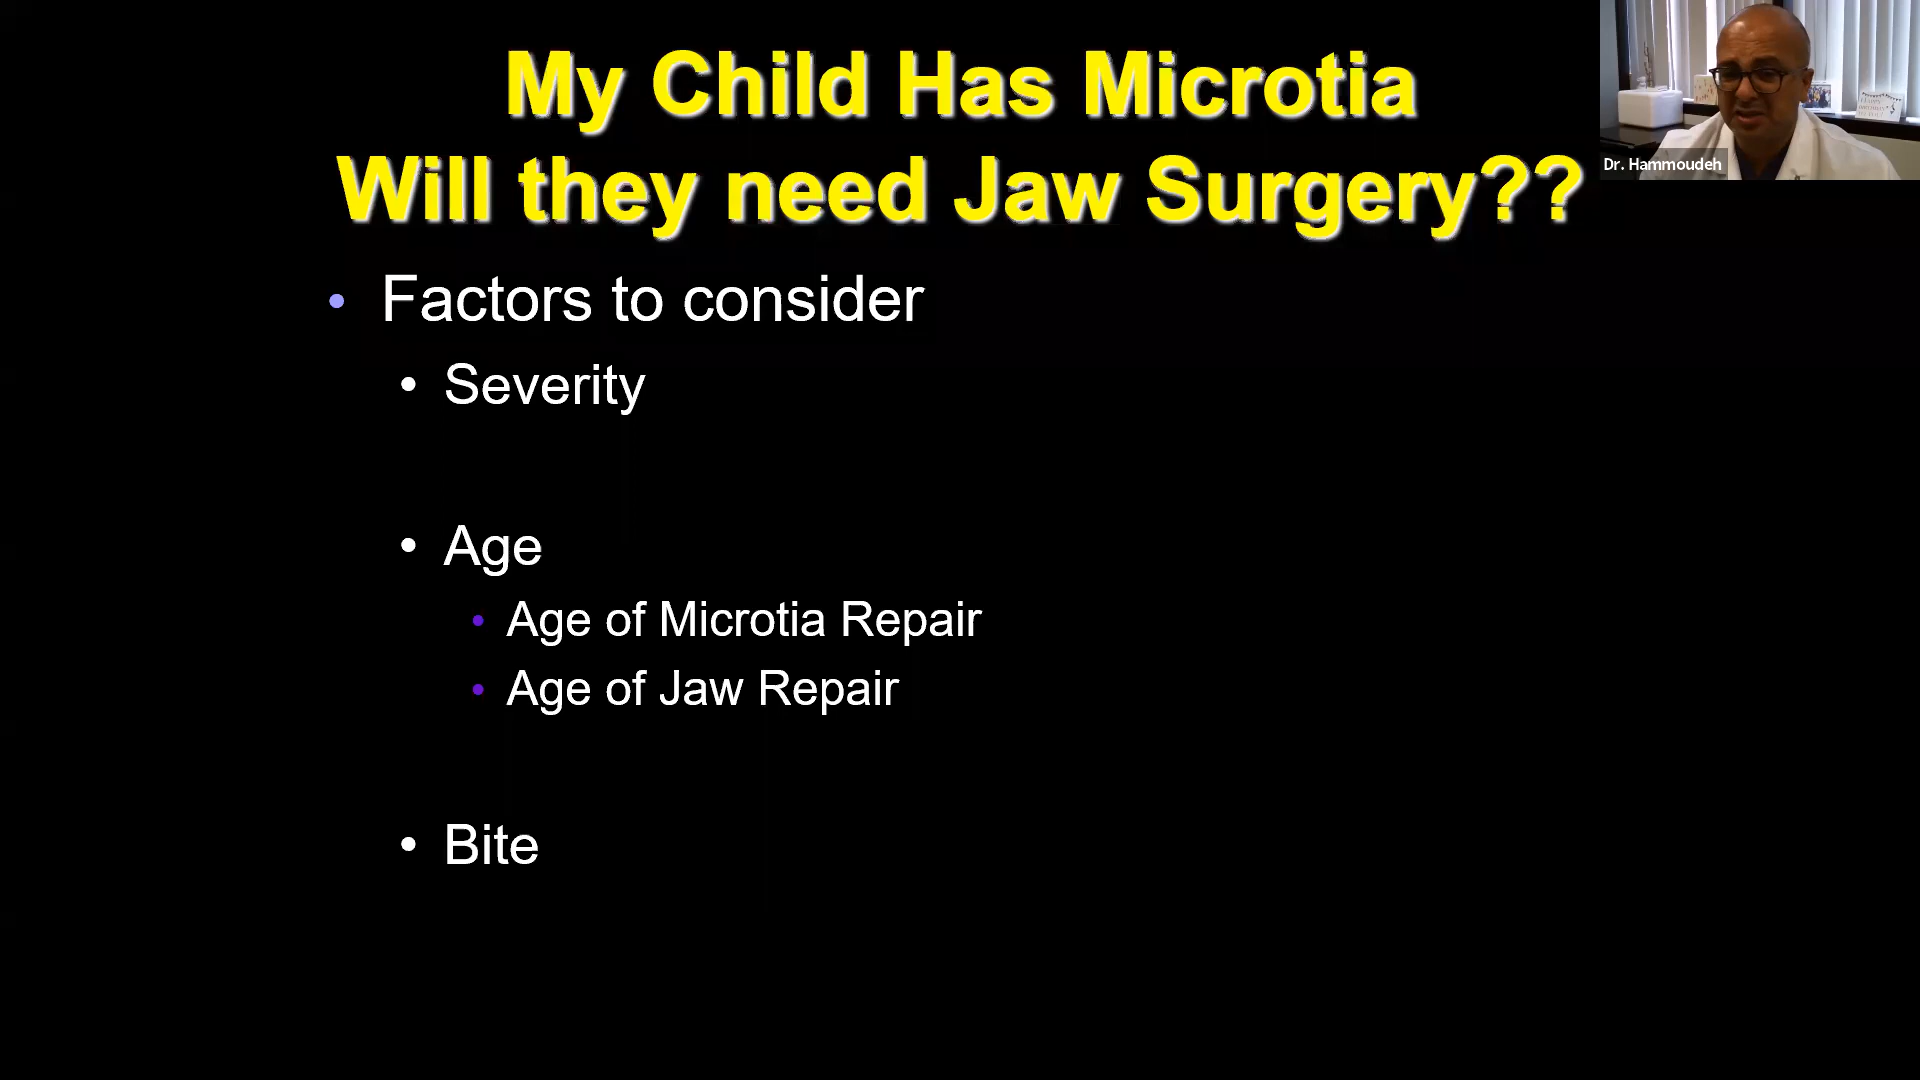 My Child Has Microtia
Will they need Jaw Surgery??
Dr. Hammoudeh
• Factors to consider
• Severity
• Age
• Age of Microtia Repair
• Age of Jaw Repair
• Bite